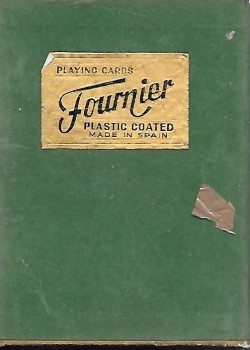 PLAYING CARDS
Fournier
PLASTIC COATED
MADE IN SPAIN